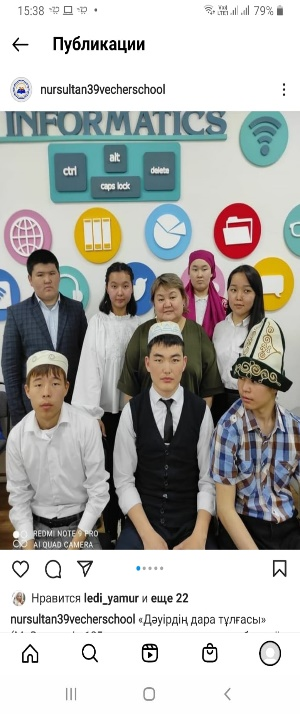 15:38
79%
Публикации
nursultan39vecherschool
INFORMATICS
ctrl
alt
delete
caps lock
REDMI NOTE 9 PRO
AI QUAD CAMERA
Нравится ledi_yamur и еще 22
nursultan39vecherschool «Дәуірдің дара тұлғасы»